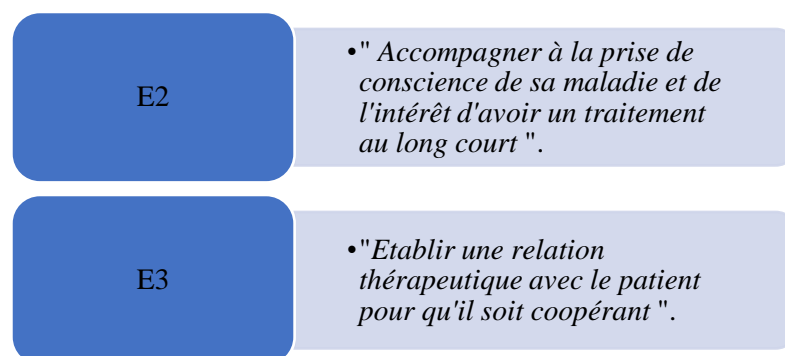 E2
•" Accompagner à la prise de
conscience de sa maladie et de
l'intérêt d'avoir un traitement
au long court ".
E3
•"Etablir une relation
thérapeutique avec le patient
pour qu'il soit coopérant ".